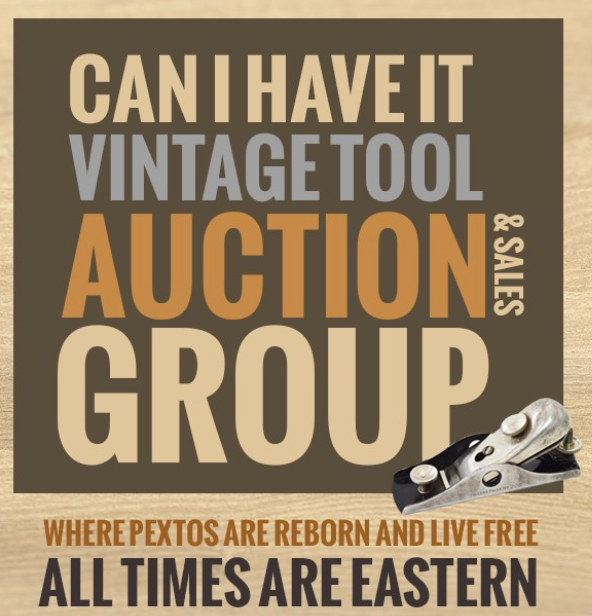 CAN I HAVE IT
VINTAGE TOOL
AUCTION
& SALES
GROUP
WHERE PEXTOS ARE REBORN AND LIVE FREE
ALL TIMES ARE EASTERN